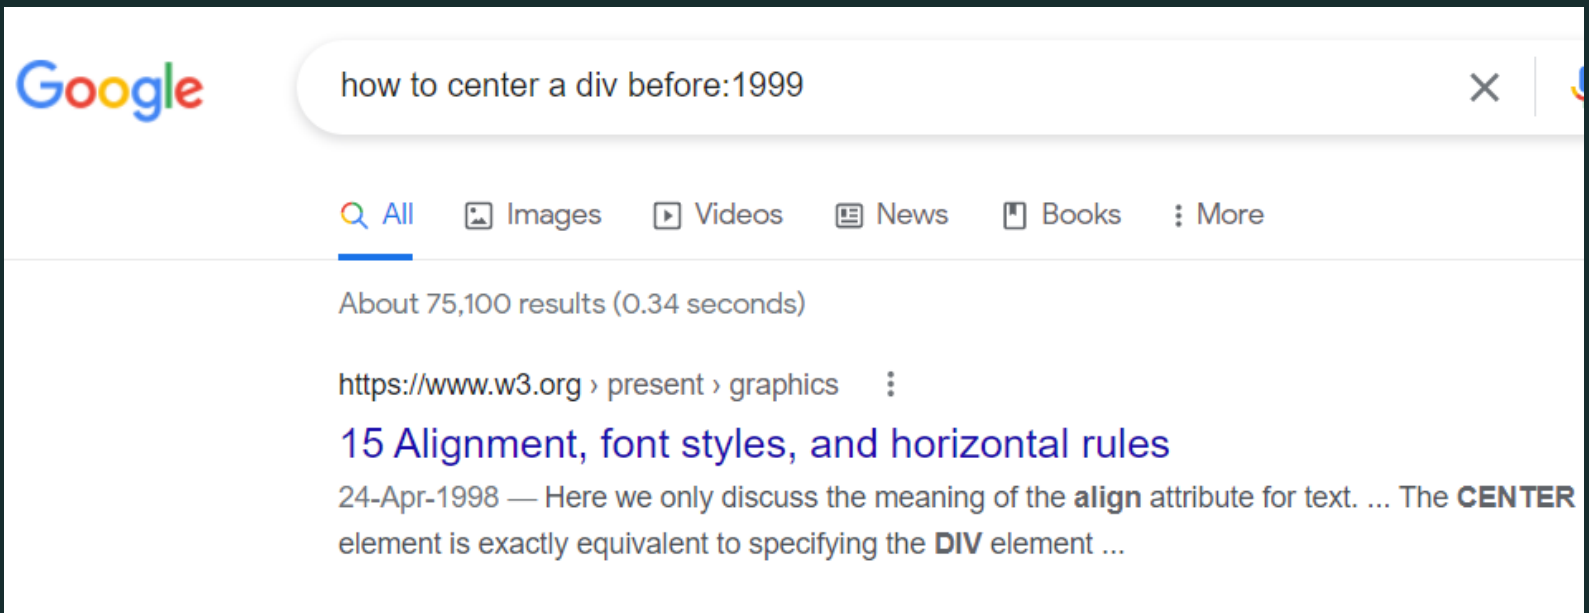 Google
how to center a div before:1999
All Images Videos News Books More
About 75,100 results (0.34 seconds)
https://www.w3.org › present › graphics
15 Alignment, font styles, and horizontal rules
24-Apr-1998 — Here we only discuss the meaning of the align attribute for text. ... The CENTER
element is exactly equivalent to specifying the DIV element ...